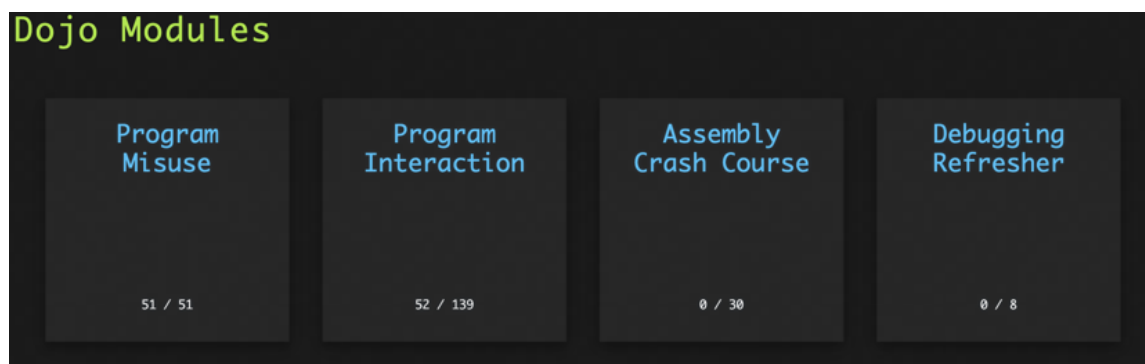 Dojo Modules
Program
Misuse
51 / 51
Program
Interaction
52 / 139
Assembly
Crash Course
0 / 30
Debugging
Refresher
0 / 8